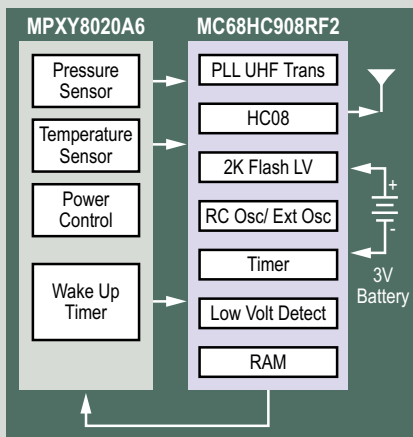 MPXY8020A6
MC68HC908RF2
Pressure
Sensor
Temperature
Sensor
Power
Control
Wake Up
Timer
PLL UHF Trans
HC08
2K Flash LV
RC Osc/ Ext Osc
Timer
Low Volt Detect
RAM
+
-
3V
Battery